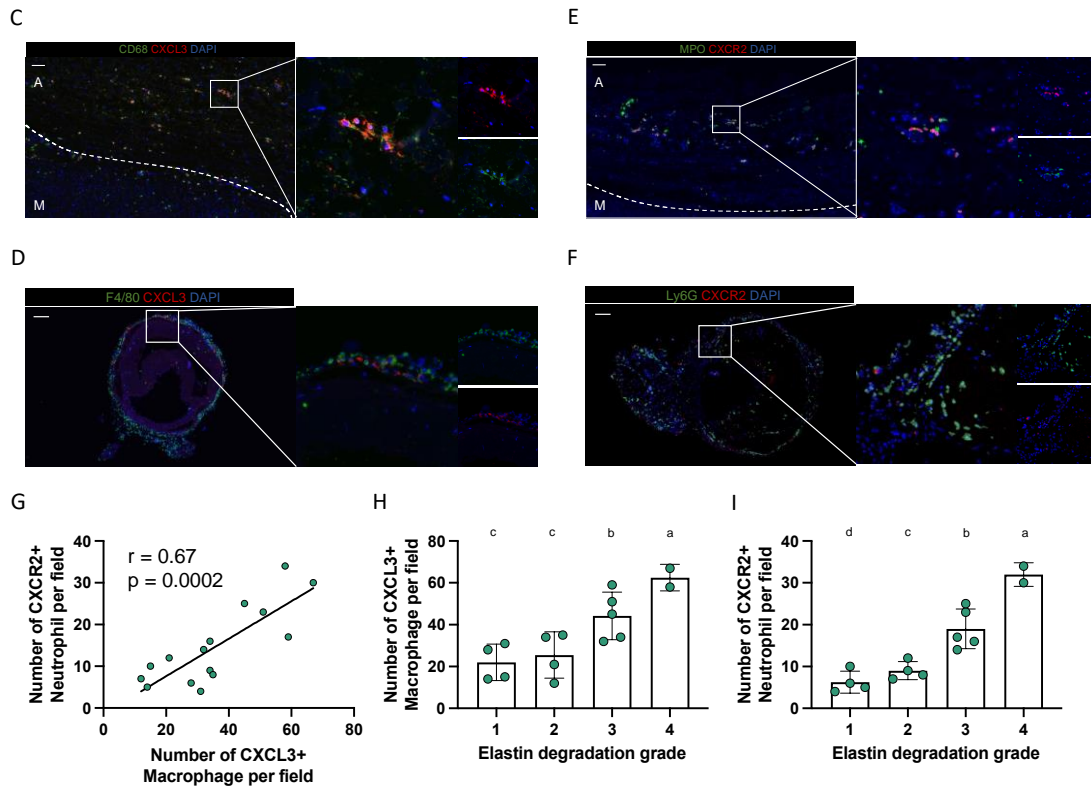 C
CD68 CXCL3 DAPI
A
M
E
MPO CXCR2 DAPI
A
M
D
F4/80 CXCL3 DAPI
F
Ly6G CXCR2 DAPI
G
Number of CXCR2+
Neutrophil per field
40
30
20
10
0
r = 0.67
p = 0.0002
0 20 40 60 80
Number of CXCL3+
Macrophage per field
H
Number of CXCL3+
Macrophage per field
80
60
40
20
0
c c b a
1 2 3 4
Elastin degradation grade
I
Number of CXCR2+
Neutrophil per field
40
30
20
10
0
d c b a
1 2 3 4
Elastin degradation grade